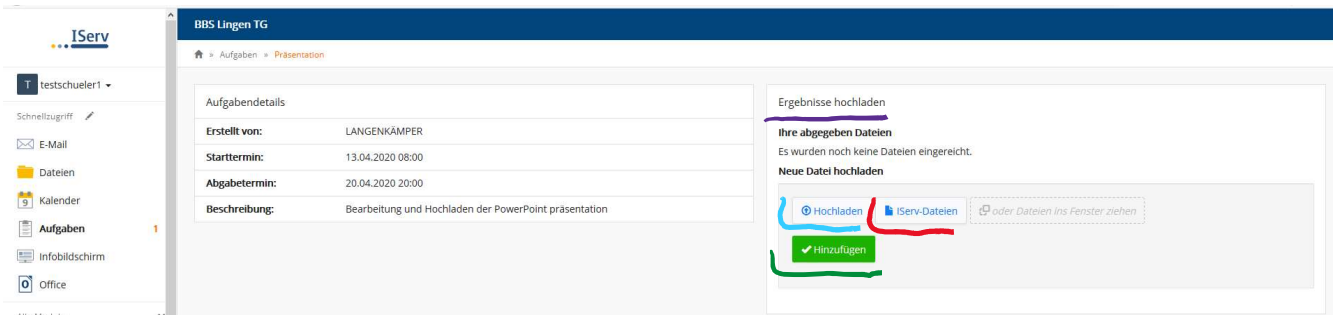 IServ
testschueler1
Schnellzugriff
E-Mail
Dateien
9 Kalender
Aufgaben 1
Infobildschirm
Office
BBS Lingen TG
» Aufgaben » Präsentation
Aufgabendetails
Erstellt von: LANGENKÄMPER
Starttermin: 13.04.2020 08:00
Abgabetermin: 20.04.2020 20:00
Beschreibung: Bearbeitung und Hochladen der PowerPoint präsentation
Ergebnisse hochladen
Ihre abgegeben Dateien
Es wurden noch keine Dateien eingereicht.
Neue Datei hochladen
Hochladen IServ-Dateien oder Dateien ins Fenster ziehen
Hinzufügen